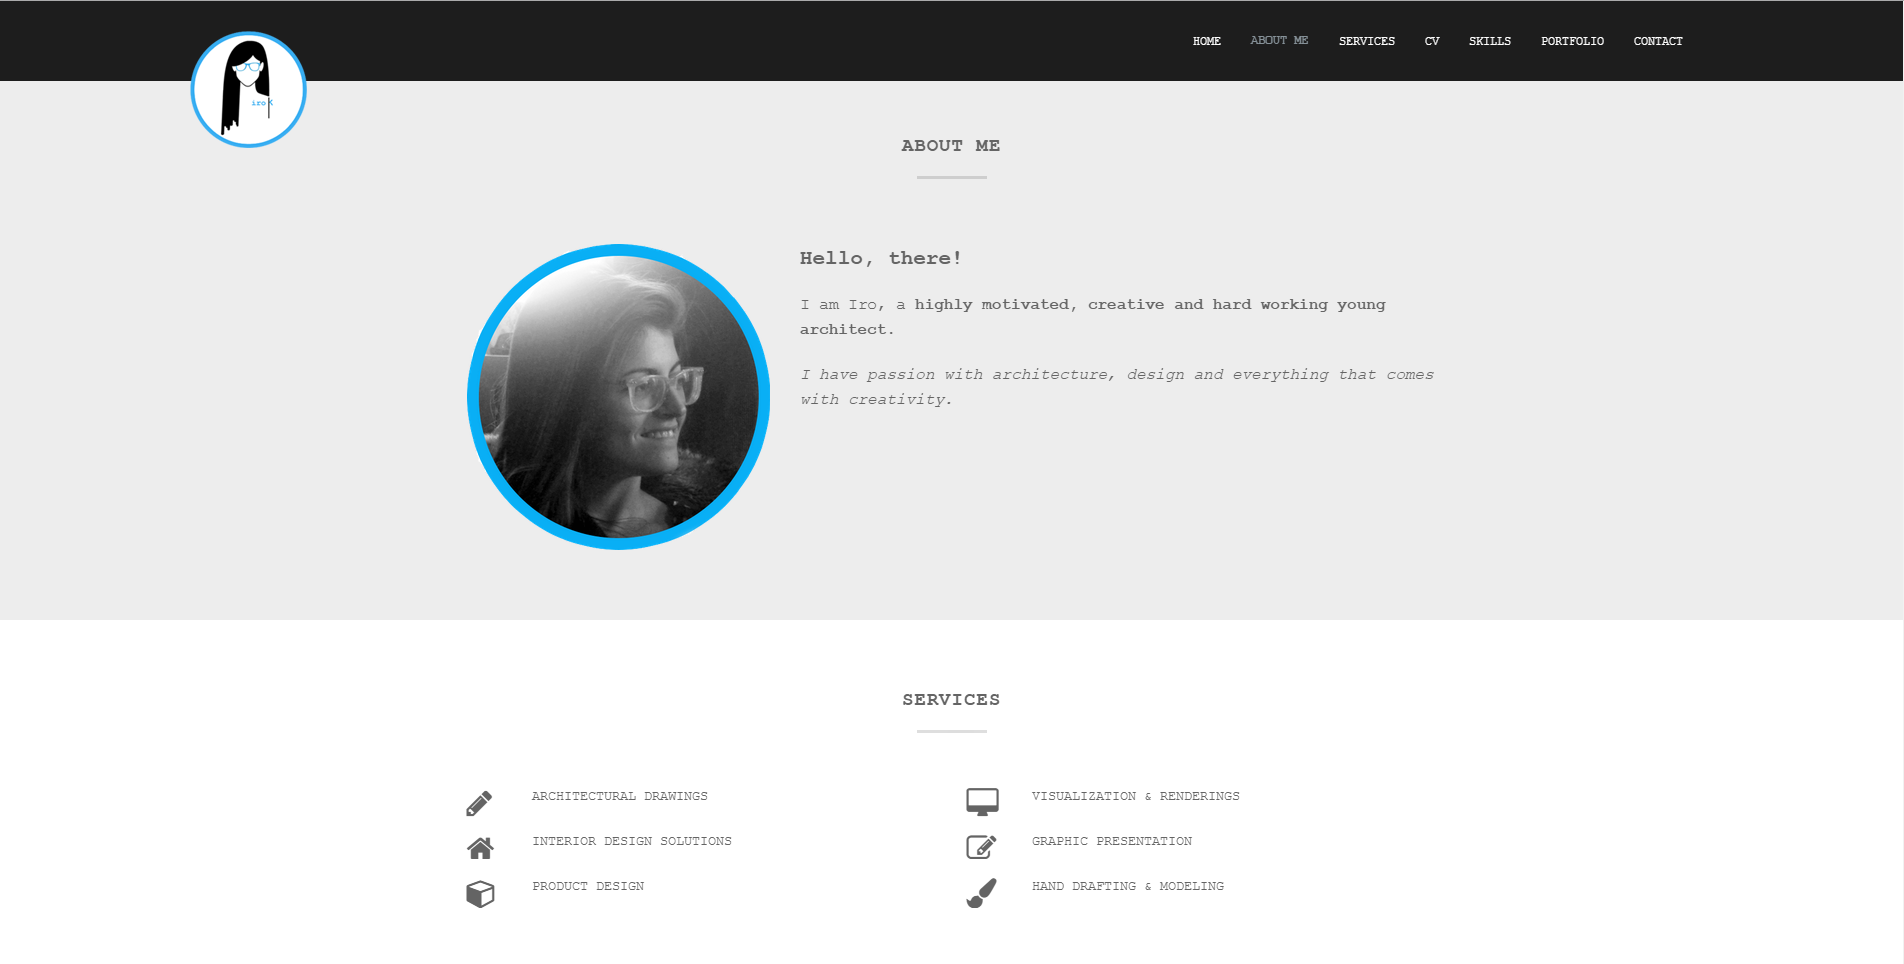 HOME ABOUT ME SERVICES CV SKILLS PORTFOLIO CONTACT
iro K
ABOUT ME
Hello, there!
I am Iro, a highly motivated, creative and hard working young
architect.
I have passion with architecture, design and everything that comes
with creativity.
SERVICES
ARCHITECTURAL DRAWINGS
VISUALIZATION & RENDERINGS
INTERIOR DESIGN SOLUTIONS
GRAPHIC PRESENTATION
PRODUCT DESIGN
HAND DRAFTING & MODELING